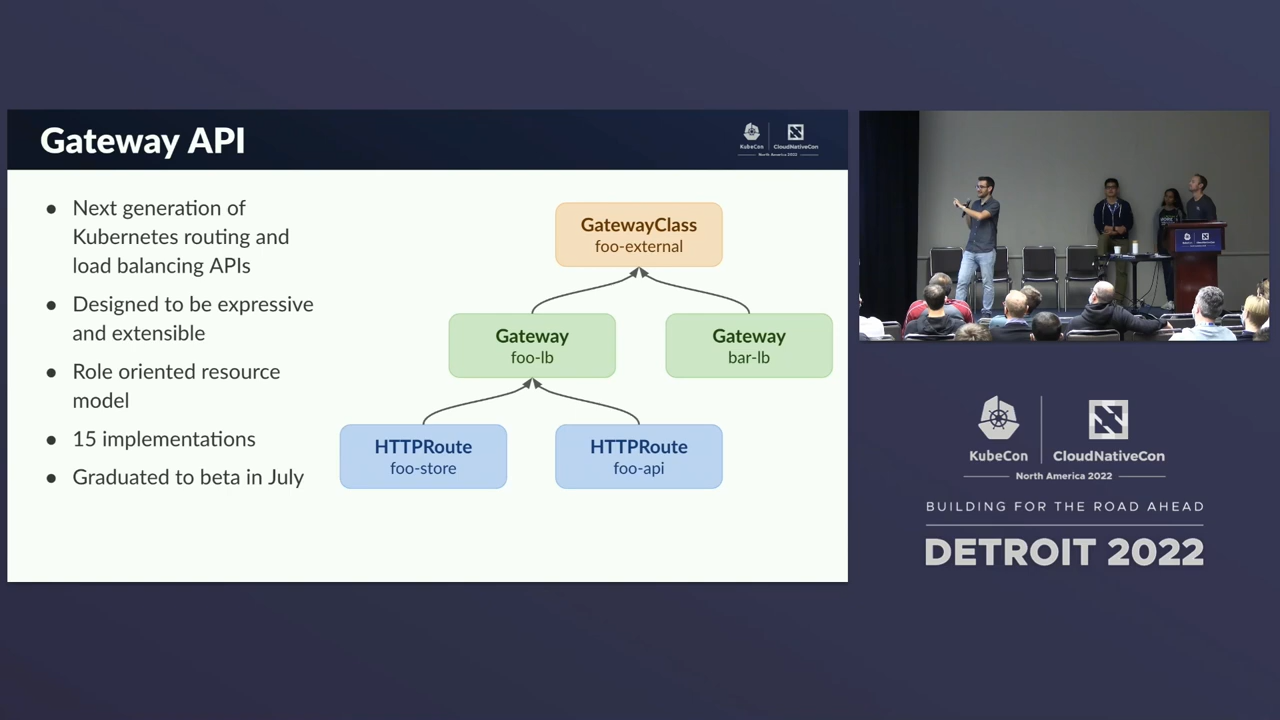 Gateway API
KubeCon
CloudNativeCon
North America 2022
● Next generation of
Kubernetes routing and
load balancing APIs
● Designed to be expressive
and extensible
● Role oriented resource
model
● 15 implementations
● Graduated to beta in July
GatewayClass
foo-external
Gateway
foo-lb
Gateway
bar-lb
HTTPRoute
foo-store
HTTPRoute
foo-api
KubeCon
CloudNativeCon
North America 2022
BUILDING FOR THE ROAD AHEAD
DETROIT 2022